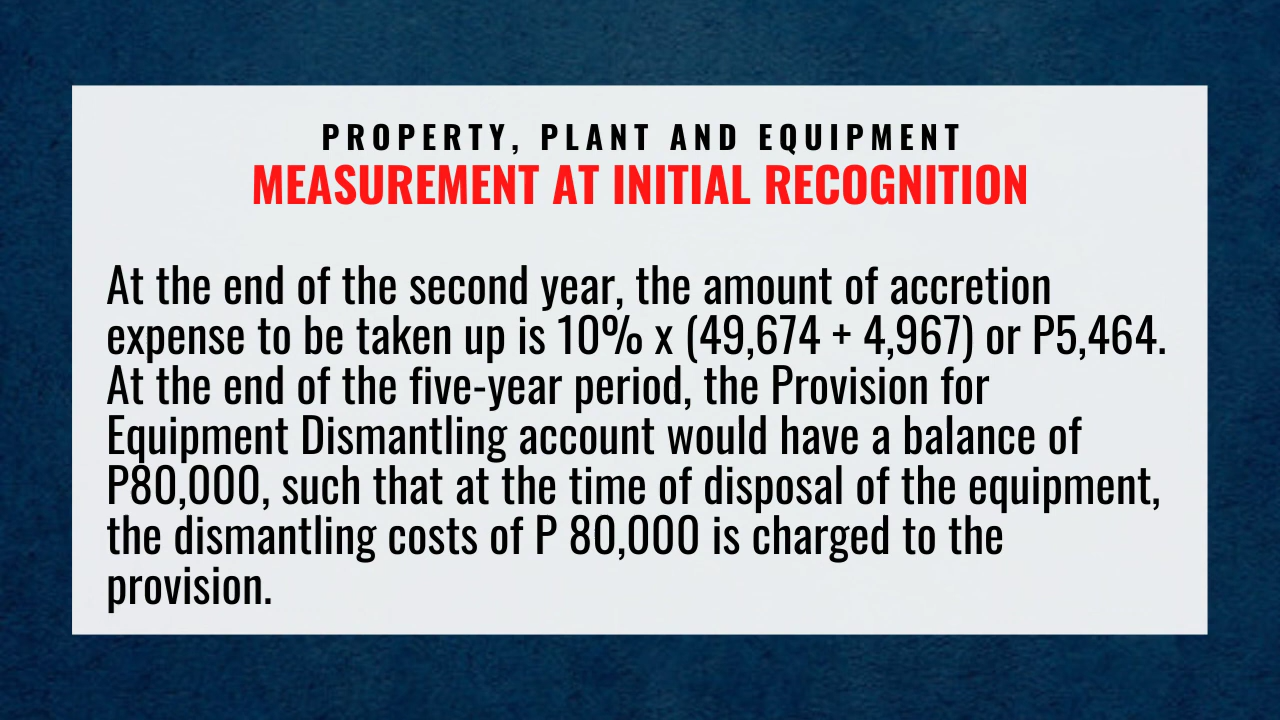 PROPERTY, PLANT AND EQUIPMENT
MEASUREMENT AT INITIAL RECOGNITION
At the end of the second year, the amount of accretion
expense to be taken up is 10% x (49,674 + 4,967) or P5,464.
At the end of the five-year period, the Provision for
Equipment Dismantling account would have a balance of
P80,000, such that at the time of disposal of the equipment,
the dismantling costs of P 80,000 is charged to the
provision.